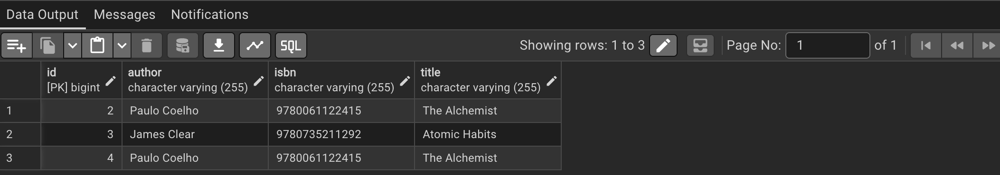 Data Output Messages Notifications
SQL Showing rows: 1 to 3 Page No: 1 of 1
id author isbn title
[PK] bigint character varying (255) character varying (255) character varying (255)
1 2 Paulo Coelho 9780061122415 The Alchemist
2 3 James Clear 9780735211292 Atomic Habits
3 4 Paulo Coelho 9780061122415 The Alchemist